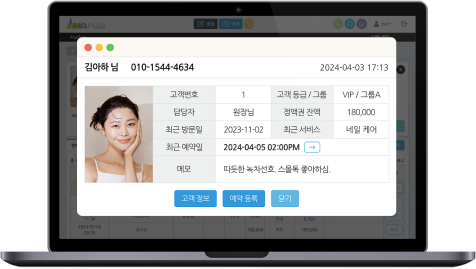 김아하 님 010-1544-4634 2024-04-03 17:13
고객번호 1 고객 등급 / 그룹 VIP / 그룹A
담당자 원장님 정액권 잔액 180,000
최근 방문일 2023-11-02 최근 서비스 네일 케어
최근 예약일 2024-04-05 02:00PM →
메모 따듯한 녹차선호. 스몰톡 좋아하심.
고객 정보 예약 등록 닫기